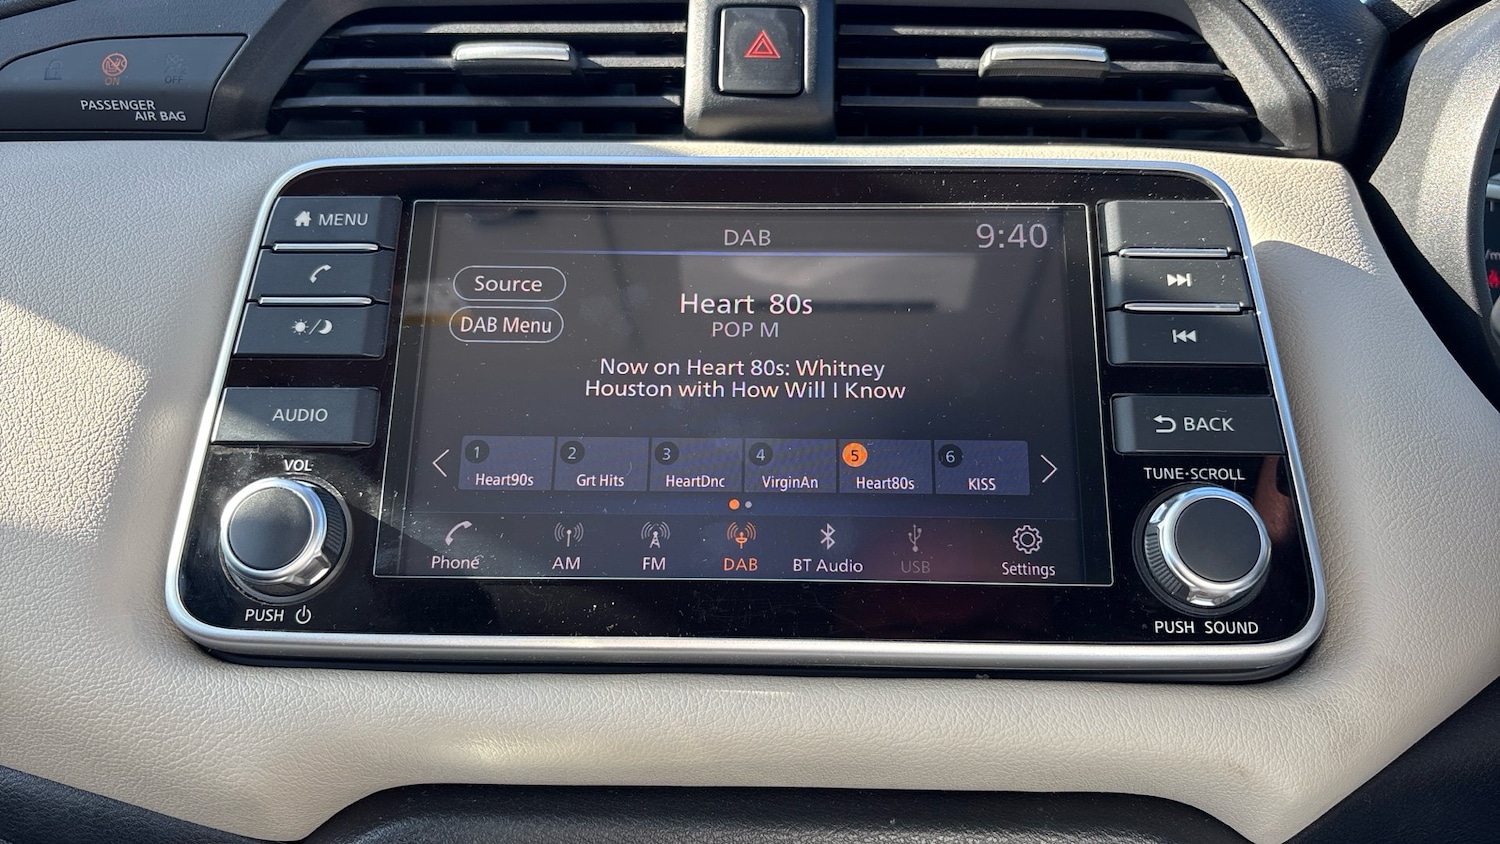 ON
OFF
PASSENGER
AIR BAG
MENU
AUDIO
VOL
PUSH
DAB
9:40
Source
DAB Menu
Heart 80s
POP M
Now on Heart 80s: Whitney
Houston with How Will I Know
1
Heart90s
2
Grt Hits
3
HeartDnc
4
VirginAn
5
Heart80s
6
KISS
Phone
AM
FM
DAB
BT Audio
USB
Settings
BACK
TUNE·SCROLL
PUSH SOUND